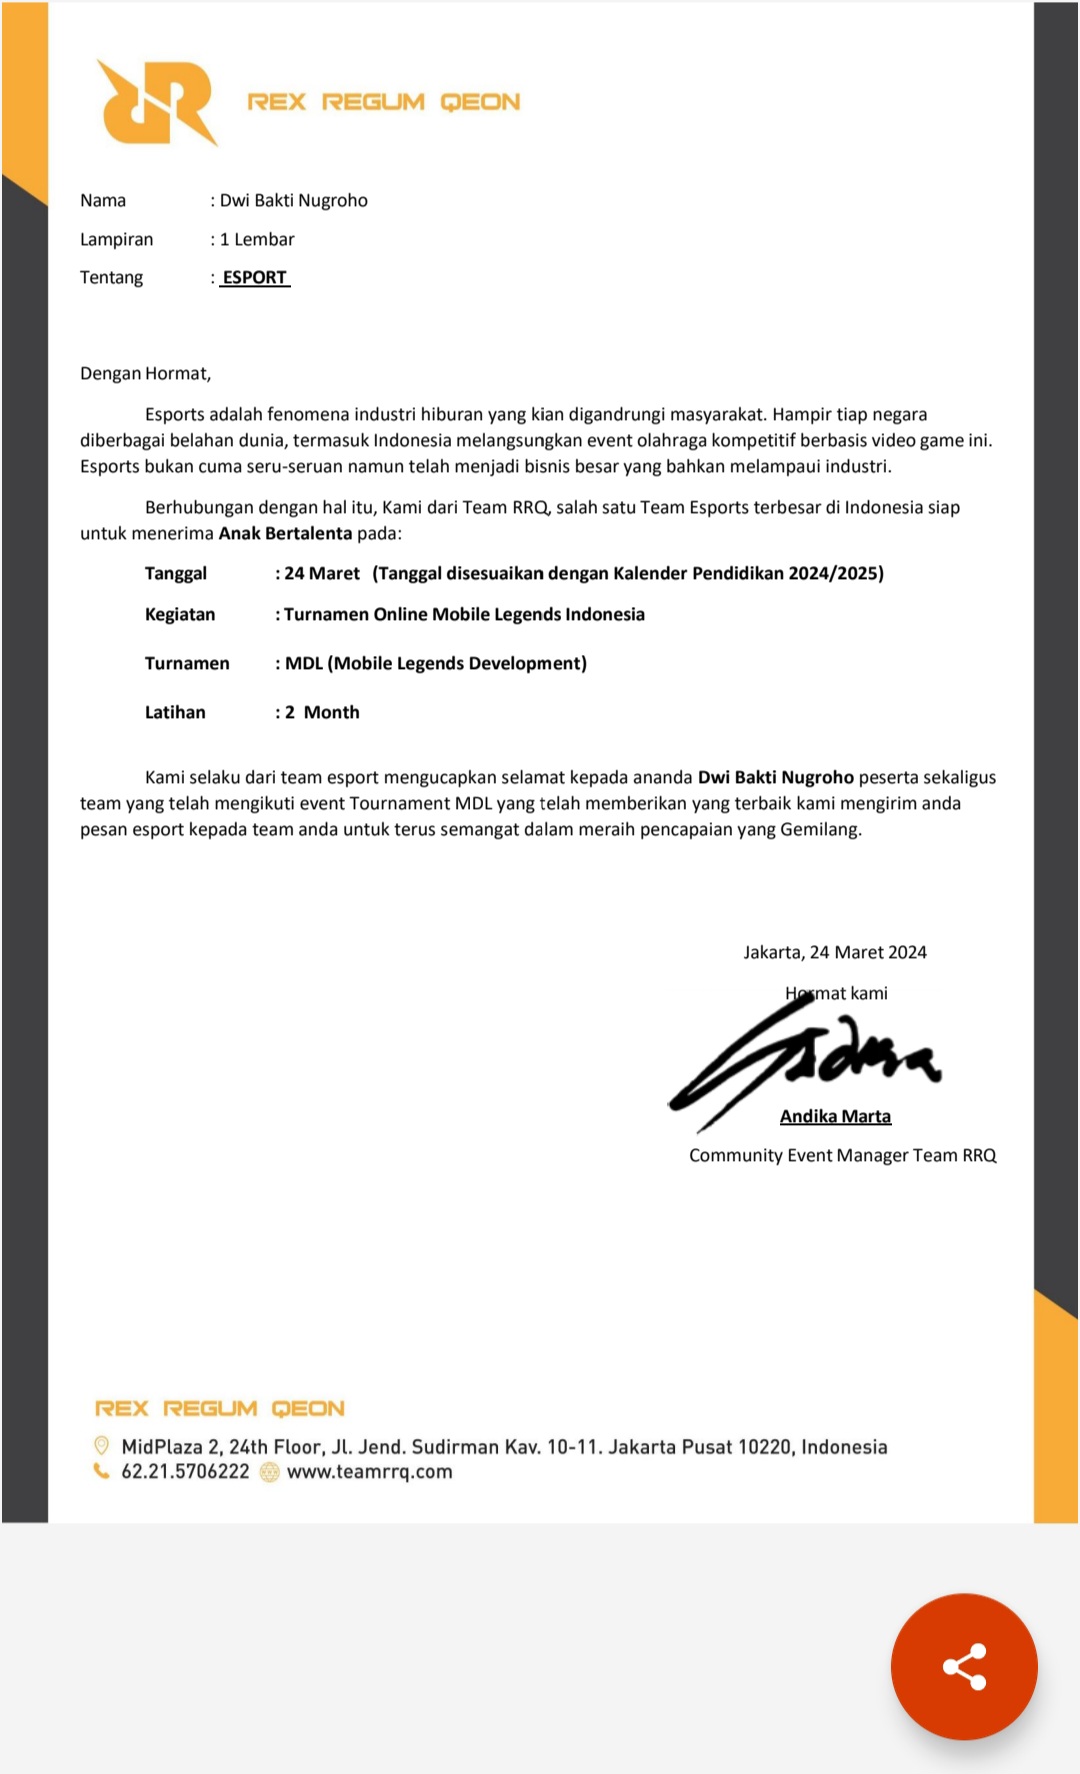 REX REGUM QEON
Nama : Dwi Bakti Nugroho
Lampiran : 1 Lembar
Tentang : ESPORT
Dengan Hormat,
Esports adalah fenomena industri hiburan yang kian digandrungi masyarakat. Hampir tiap negara
diberbagai belahan dunia, termasuk Indonesia melangsungkan event olahraga kompetitif berbasis video game ini.
Esports bukan cuma seru-seruan namun telah menjadi bisnis besar yang bahkan melampaui industri.
Berhubungan dengan hal itu, Kami dari Team RRQ, salah satu Team Esports terbesar di Indonesia siap
untuk menerima Anak Bertalenta pada:
Tanggal : 24 Maret (Tanggal disesuaikan dengan Kalender Pendidikan 2024/2025)
Kegiatan : Turnamen Online Mobile Legends Indonesia
Turnamen : MDL (Mobile Legends Development)
Latihan : 2 Month
Kami selaku dari team esport mengucapkan selamat kepada ananda Dwi Bakti Nugroho peserta sekaligus
team yang telah mengikuti event Tournament MDL yang telah memberikan yang terbaik kami mengirim anda
pesan esport kepada team anda untuk terus semangat dalam meraih pencapaian yang Gemilang.
Jakarta, 24 Maret 2024
Hormat kami
Andika Marta
Community Event Manager Team RRQ
REX REGUM QEON
MidPlaza 2, 24th Floor, Jl. Jend. Sudirman Kav. 10-11. Jakarta Pusat 10220, Indonesia
62.21.5706222 www.teamrrq.com